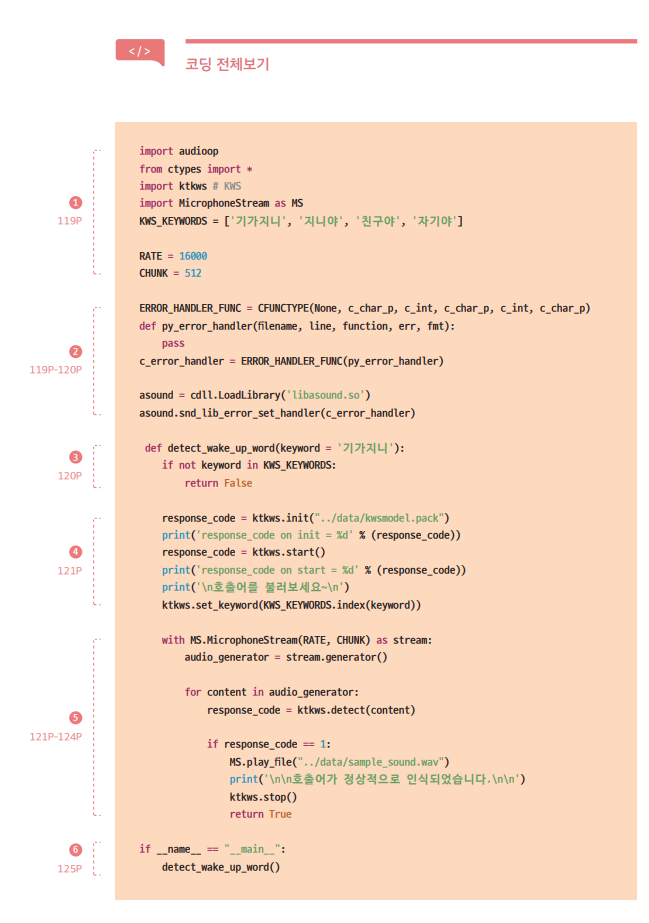 </>
코딩 전체보기
import audioop
from ctypes import *
import ktkws # KWS
import MicrophoneStream as MS
KWS_KEYWORDS = ['기가지니', '지니야', '친구야', '자기야']
RATE = 16000
CHUNK = 512
1
119P
ERROR_HANDLER_FUNC = CFUNCTYPE(None, c_char_p, c_int, c_char_p, c_int, c_char_p)
def py_error_handler(filename, line, function, err, fmt):
pass
c_error_handler = ERROR_HANDLER_FUNC(py_error_handler)
asound = cdll.LoadLibrary('libasound.so')
asound.snd_lib_error_set_handler(c_error_handler)
2
119P-120P
def detect_wake_up_word(keyword = '기가지니'):
if not keyword in KWS_KEYWORDS:
return False
3
120P
response_code = ktkws.init("../data/kwsmodel.pack")
print('response_code on init = %d' % (response_code))
response_code = ktkws.start()
print('response_code on start = %d' % (response_code))
print('\n호출어를 불러보세요~\n')
ktkws.set_keyword(KWS_KEYWORDS.index(keyword))
4
121P
with MS.MicrophoneStream(RATE, CHUNK) as stream:
audio_generator = stream.generator()
for content in audio_generator:
response_code = ktkws.detect(content)
if response_code == 1:
MS.play_file("../data/sample_sound.wav")
print('\n\n호출어가 정상적으로 인식되었습니다.\n\n')
ktkws.stop()
return True
5
121P-124P
if __name__ == "__main__":
detect_wake_up_word()
6
125P